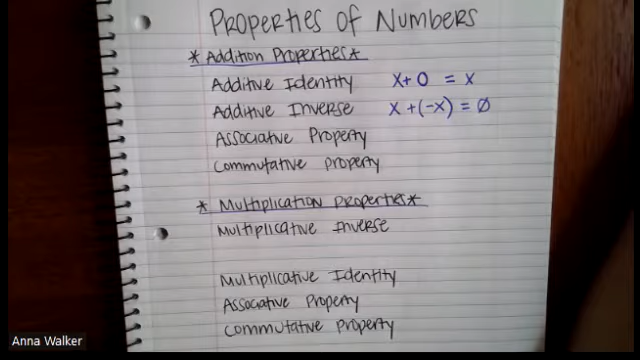 Properties of Numbers
* Addition Properties *
Additive Identity x + 0 = x
Additive Inverse x + (-x) = 0
Associative Property
Commutative Property
* Multiplication Properties *
Multiplicative Inverse
Multiplicative Identity
Associative Property
Commutative Property
Anna Walker